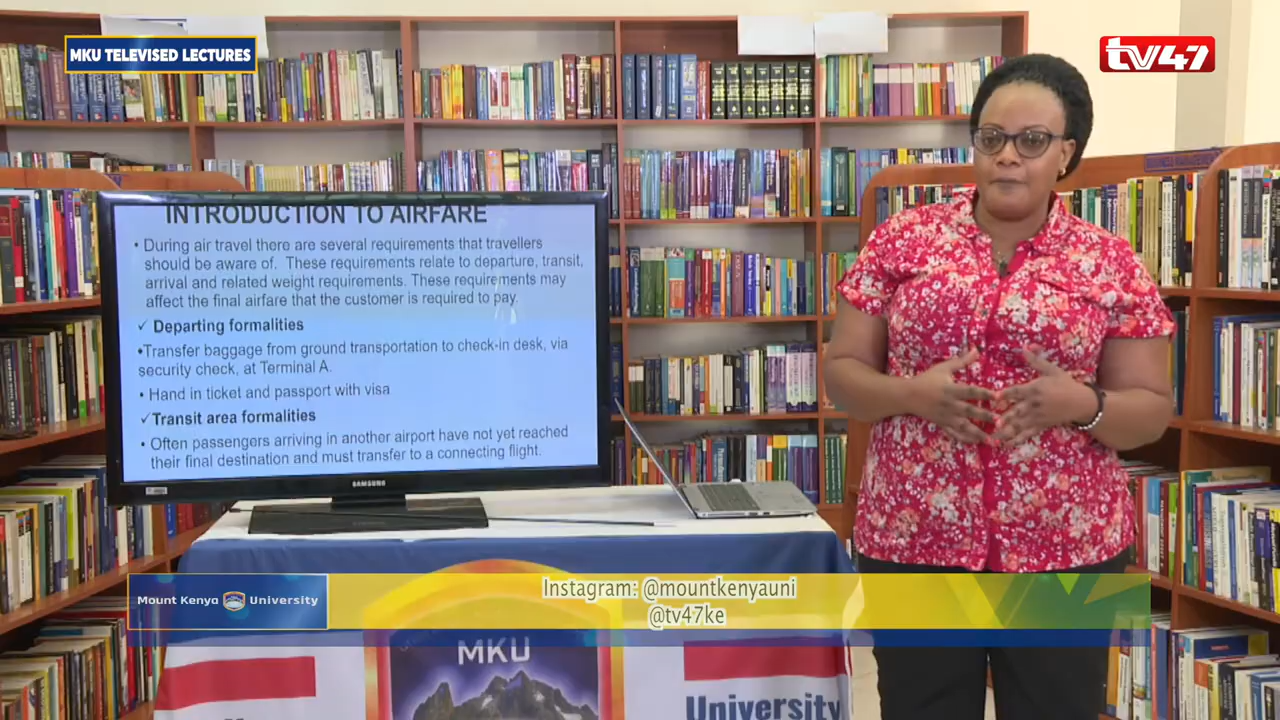 MKU TELEVISED LECTURES
tv47
INTRODUCTION TO AIRFARE
• During air travel there are several requirements that travellers
should be aware of. These requirements relate to departure, transit,
arrival and related weight requirements. These requirements may
affect the final airfare that the customer is required to pay.
✓ Departing formalities
•Transfer baggage from ground transportation to check-in desk, via
security check, at Terminal A.
• Hand in ticket and passport with visa
✓Transit area formalities
• Often passengers arriving in another airport have not yet reached
their final destination and must transfer to a connecting flight.
SAMSUNG
Mount Kenya University
Instagram: @mountkenyauni
@tv47ke
MKU
University